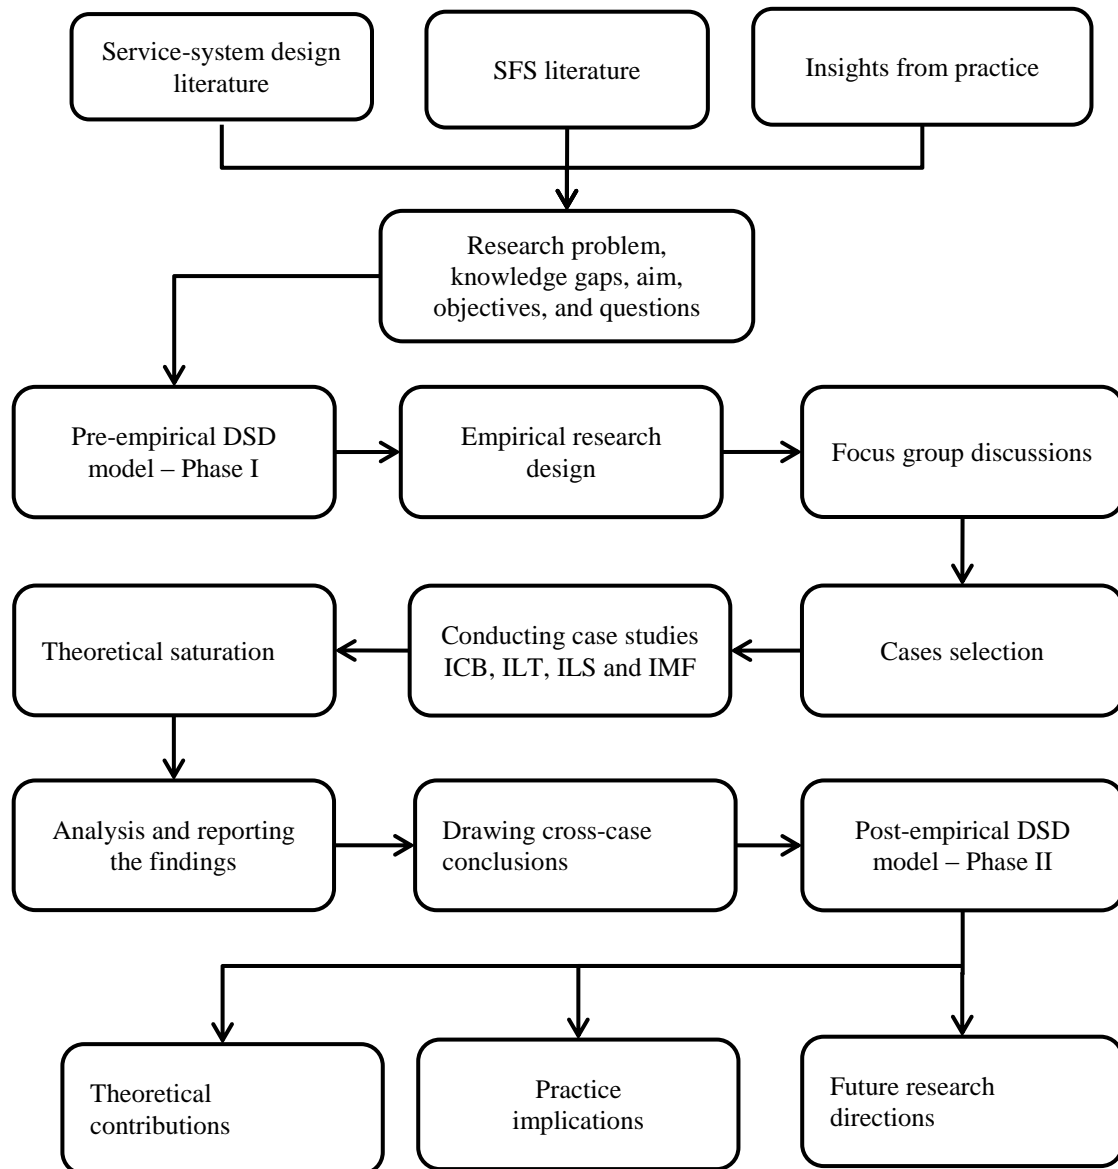 Service-system design
literature
SFS literature
Insights from practice
Research problem,
knowledge gaps, aim,
objectives, and questions
Pre-empirical DSD
model – Phase I
Empirical research
design
Focus group discussions
Theoretical saturation
Conducting case studies
ICB, ILT, ILS and IMF
Cases selection
Analysis and reporting
the findings
Drawing cross-case
conclusions
Post-empirical DSD
model – Phase II
Theoretical
contributions
Practice
implications
Future research
directions